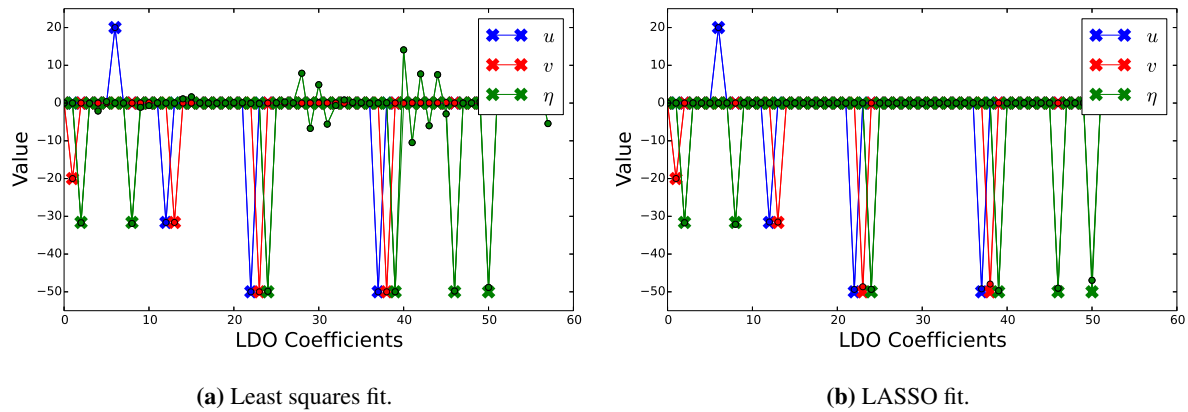 20
10
0
−10
−20
−30
−40
−50
Value
0 10 20 30 40 50 60
LDO Coefficients
u
v
η
(a) Least squares fit.
20
10
0
−10
−20
−30
−40
−50
Value
0 10 20 30 40 50 60
LDO Coefficients
u
v
η
(b) LASSO fit.